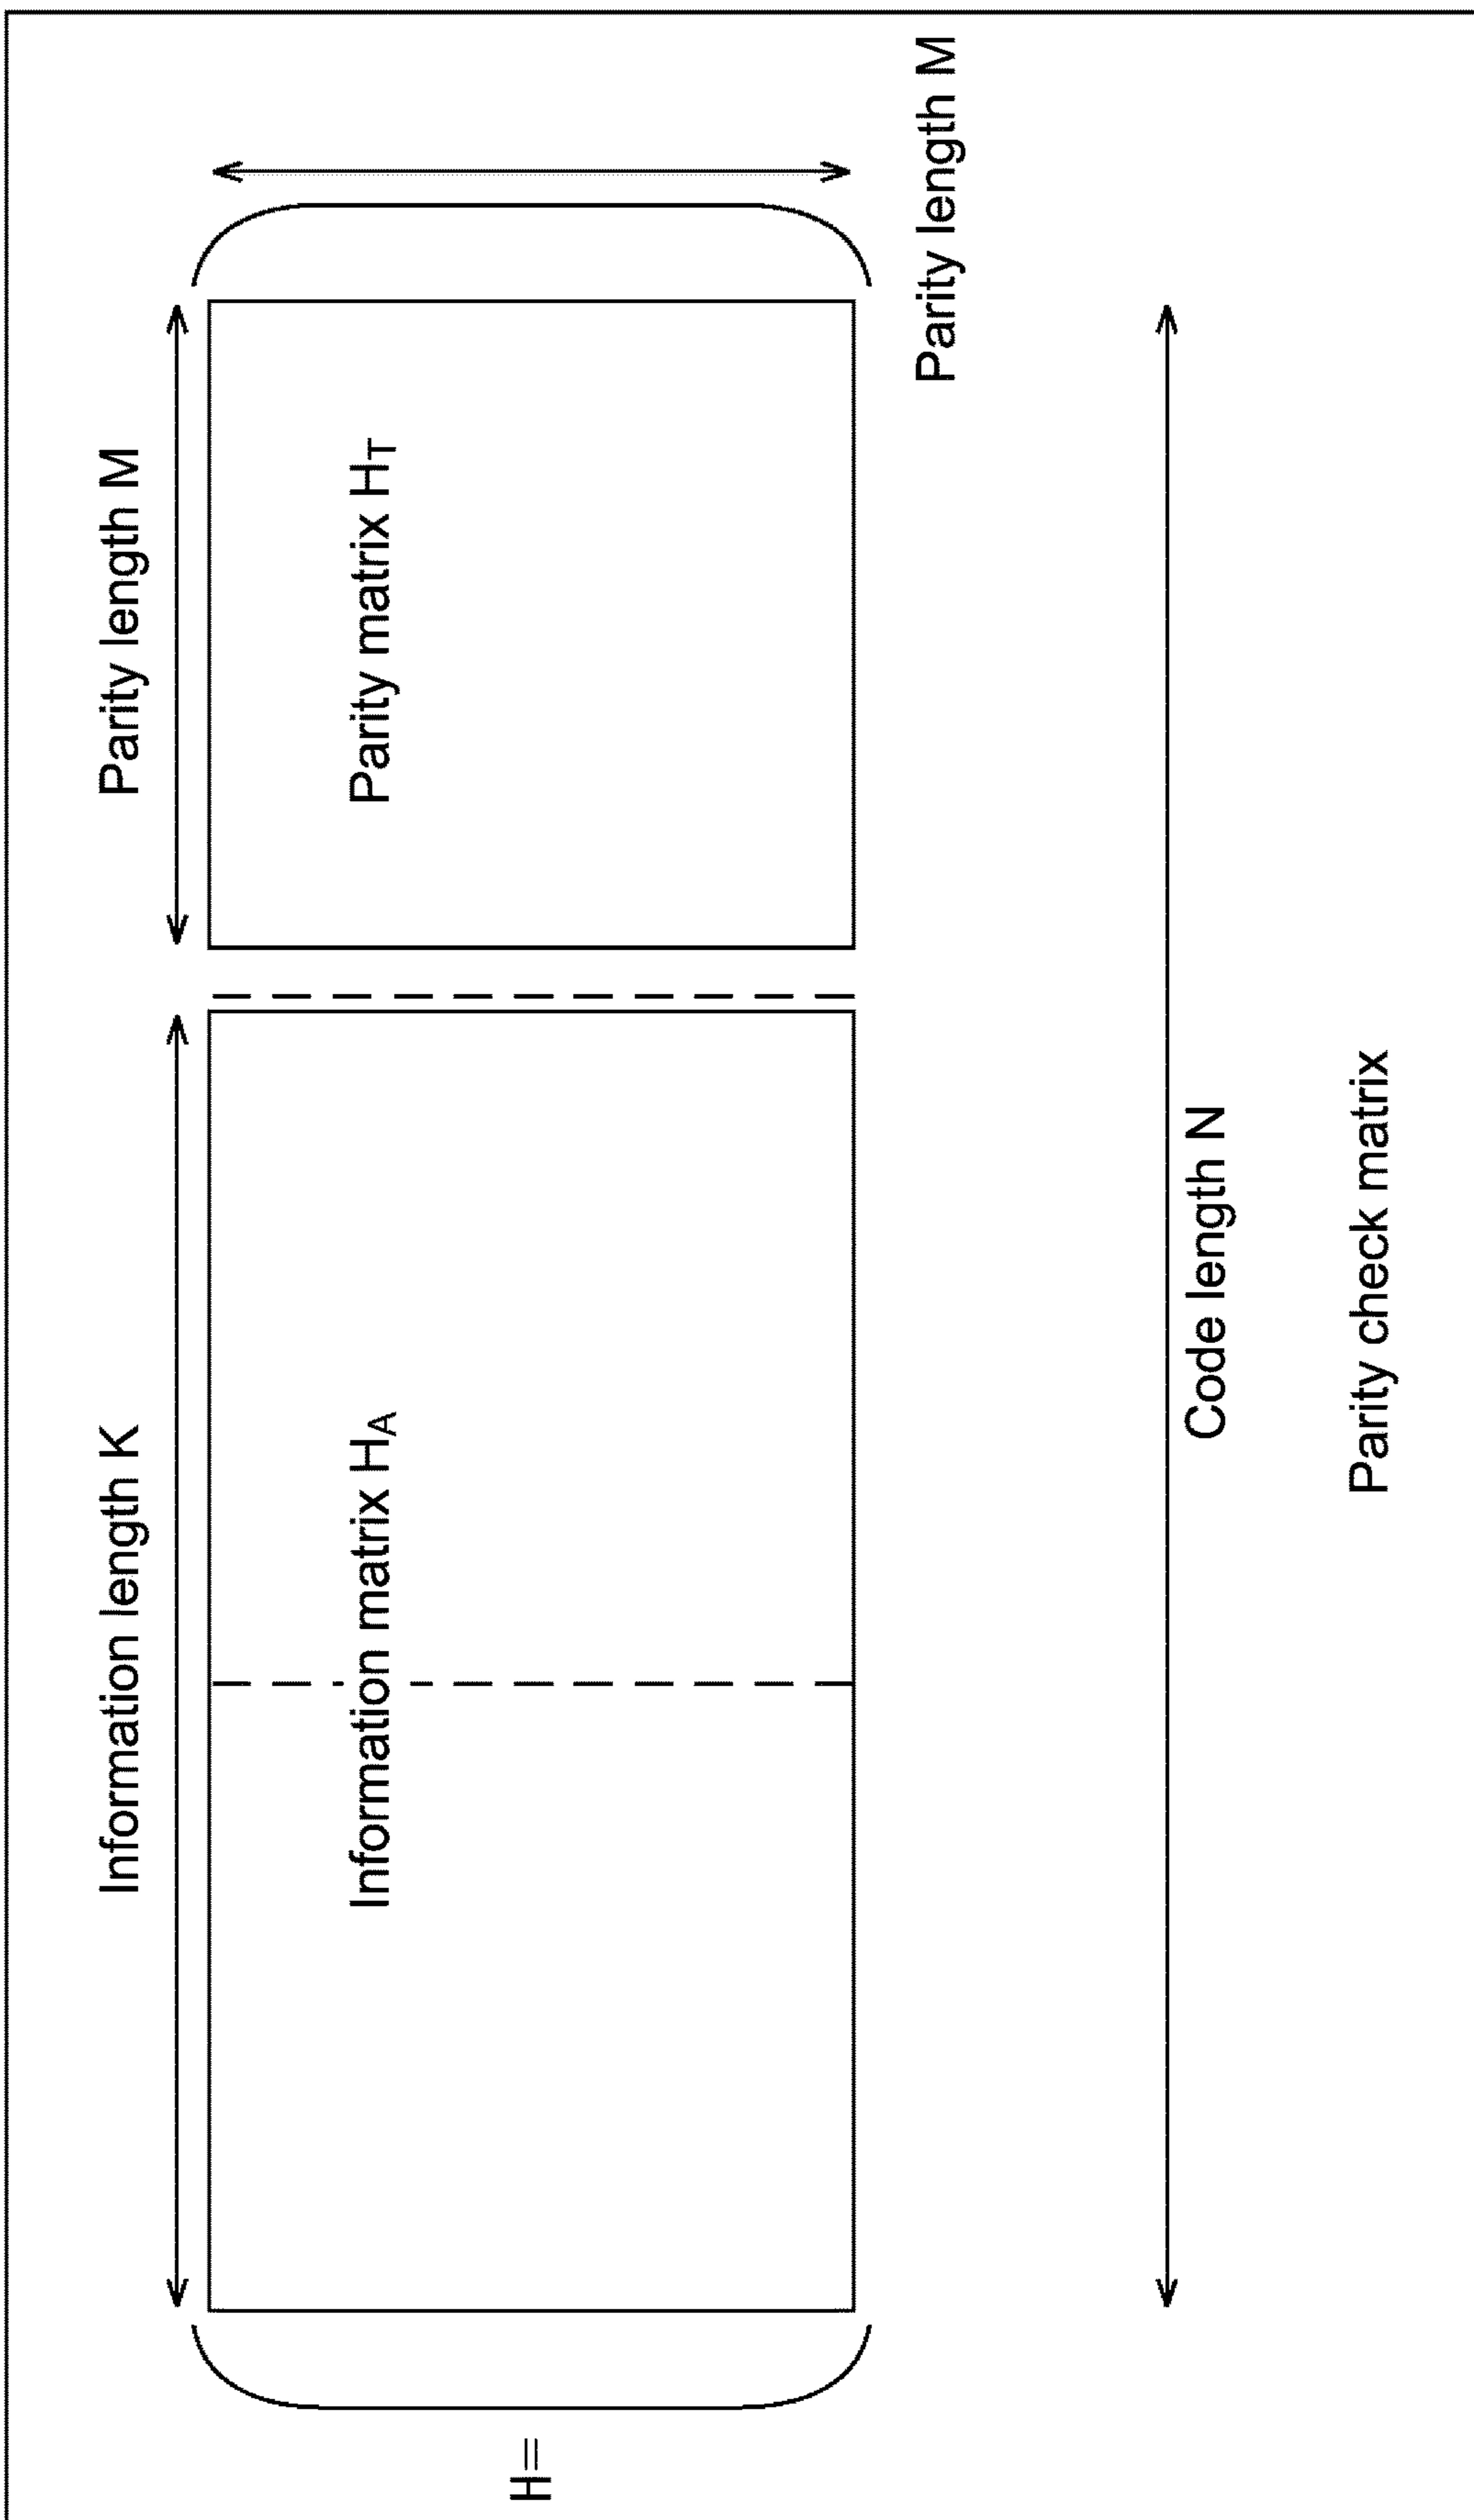 Information length K
Parity length M
H=
Information matrix HA
Parity matrix HT
Parity length M
Code length N
Parity check matrix